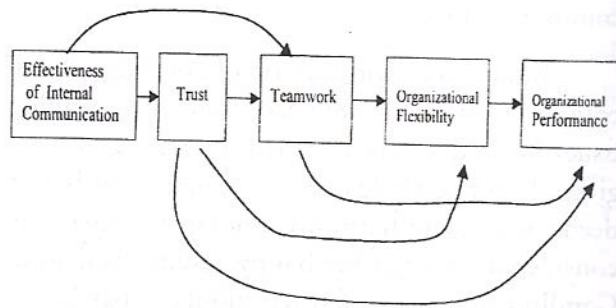 Effectiveness
of Internal
Communication
Trust
Teamwork
Organizational
Flexibility
Organizational
Performance